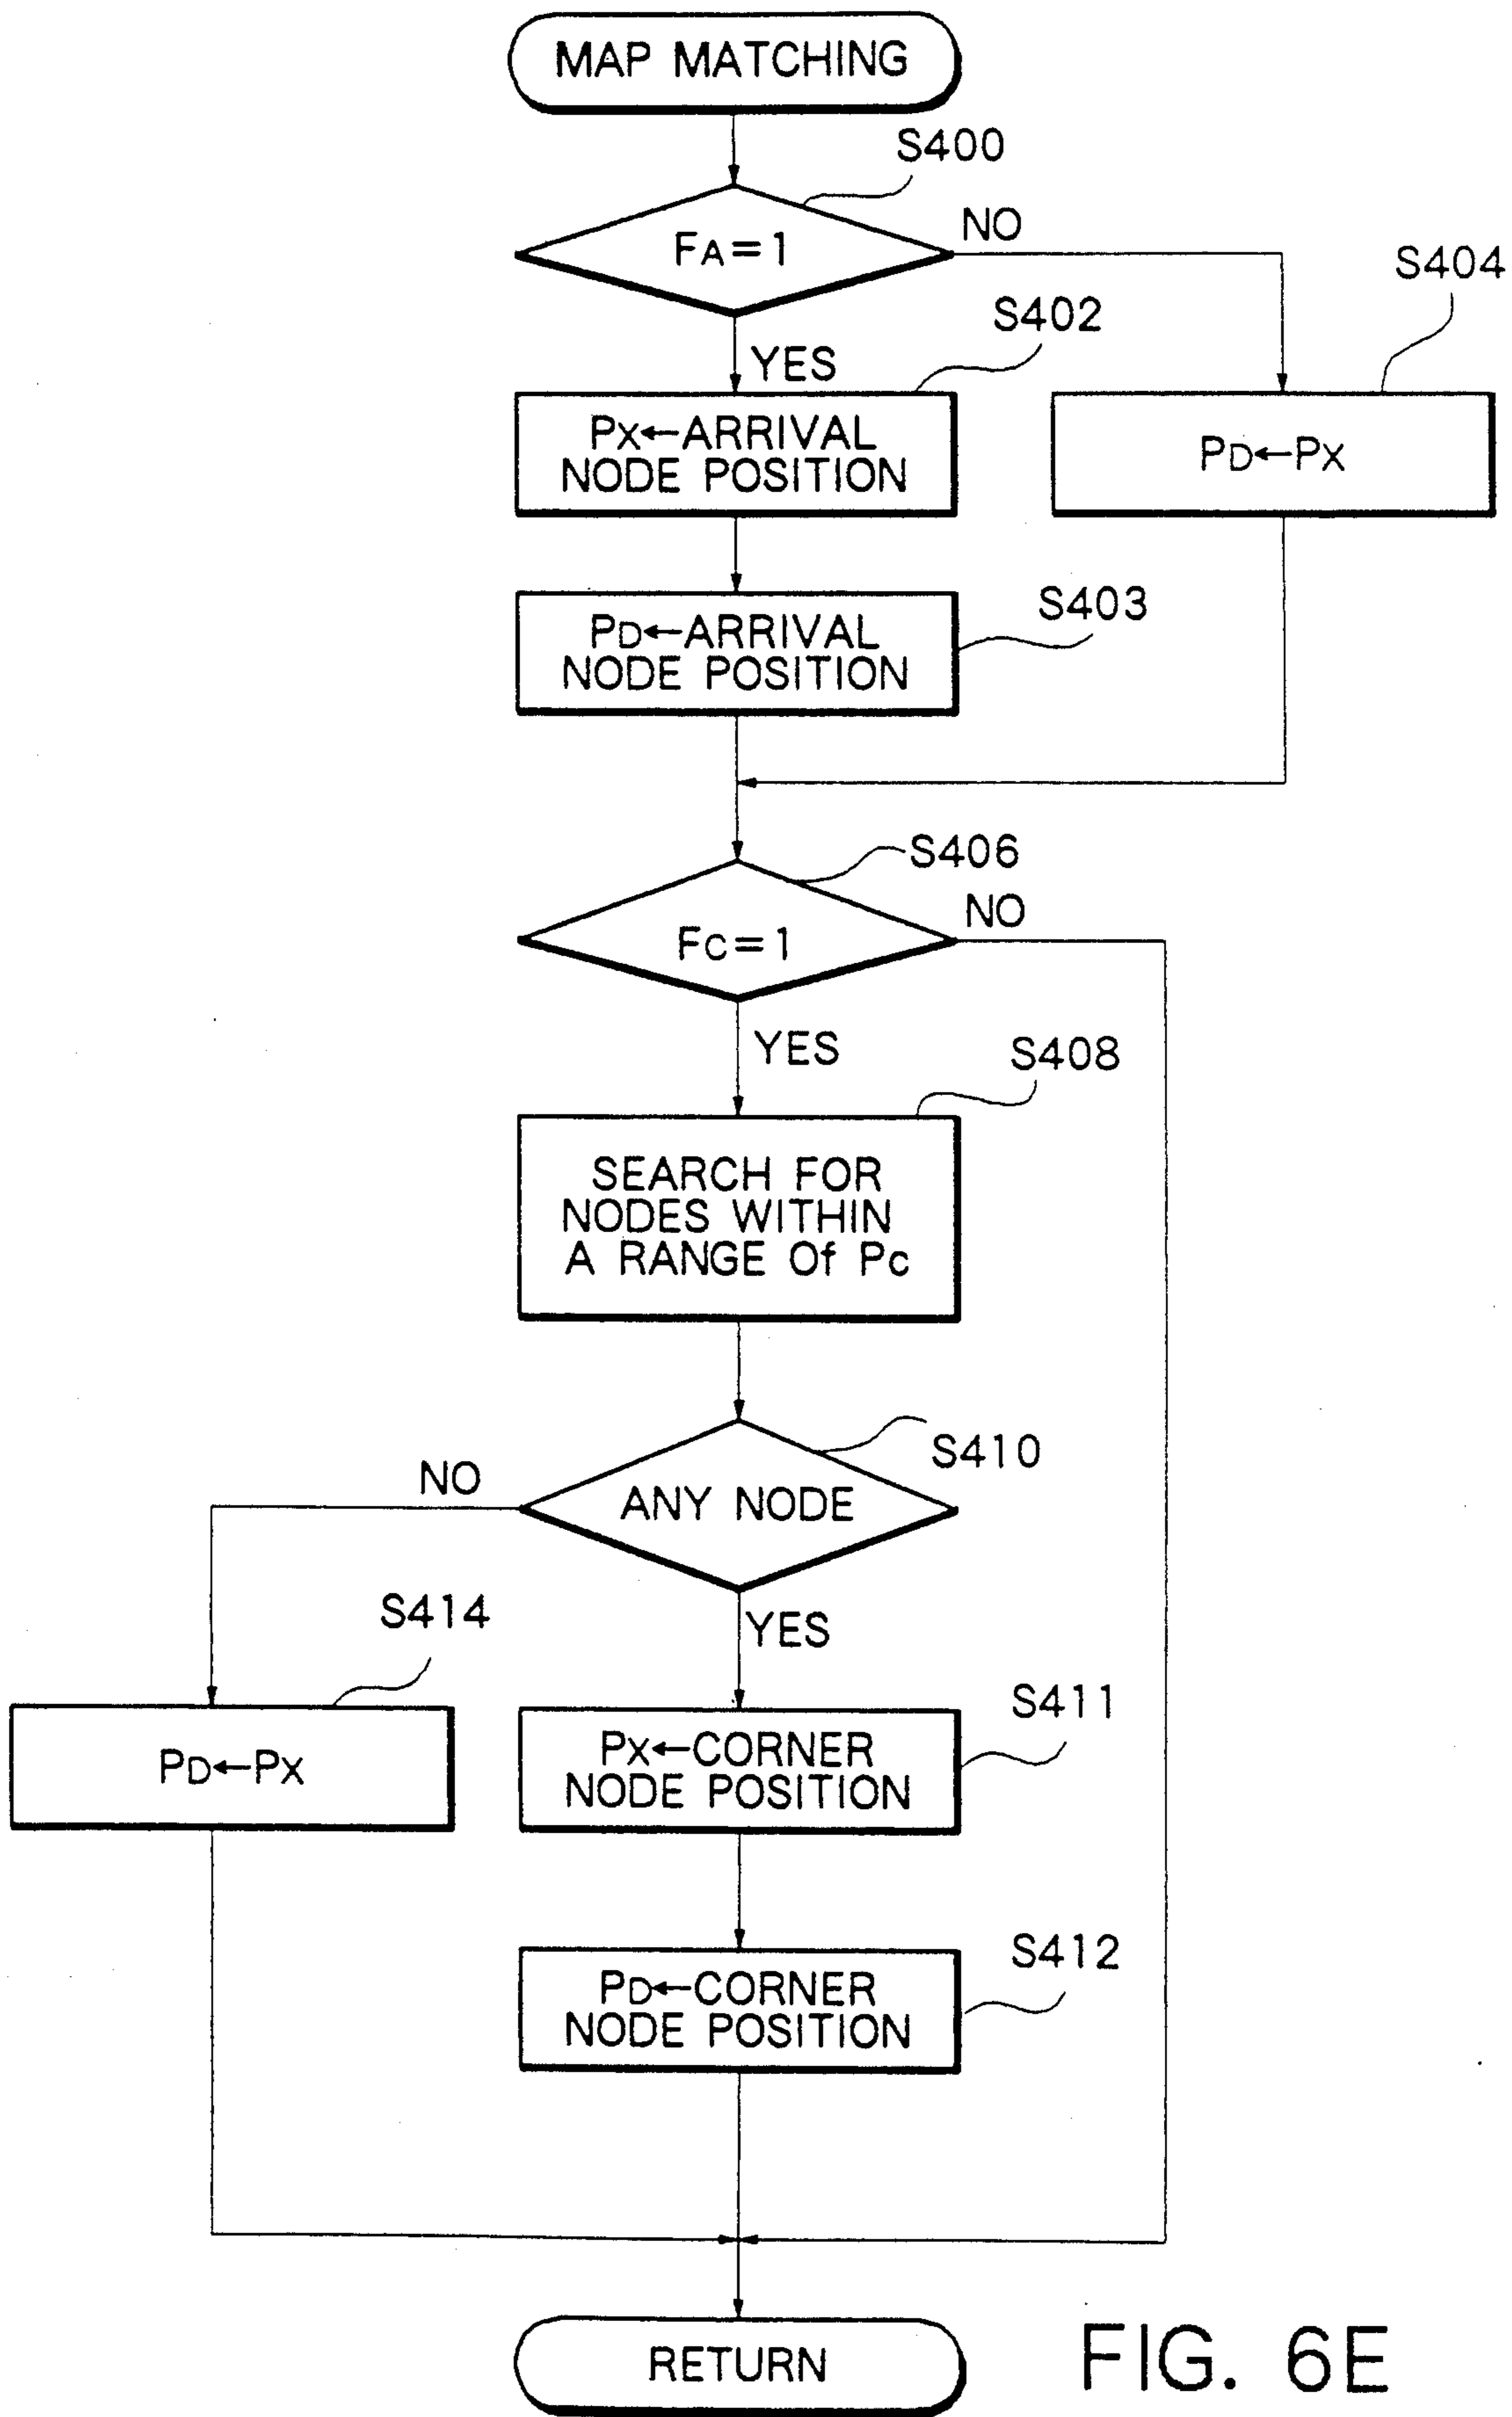 MAP MATCHING
S400
FA=1
NO
S404
S402
YES
PX←ARRIVAL
NODE POSITION
PD←PX
S403
PD←ARRIVAL
NODE POSITION
S406
FC=1
NO
YES
S408
SEARCH FOR
NODES WITHIN
A RANGE Of Pc
S410
NO
ANY NODE
S414
YES
S411
PD←PX
PX←CORNER
NODE POSITION
S412
PD←CORNER
NODE POSITION
RETURN
FIG. 6E